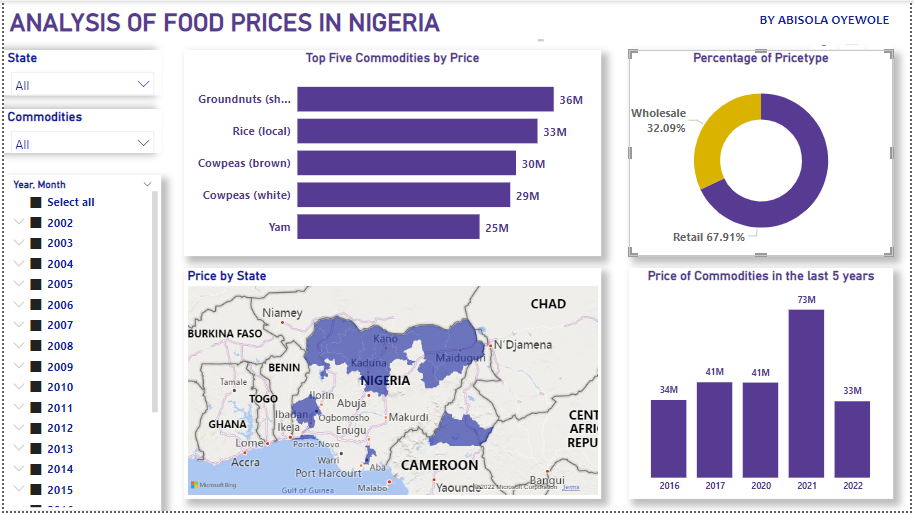 ANALYSIS OF FOOD PRICES IN NIGERIA
BY ABISOLA OYEWOLE
State
All
Commodities
All
Year, Month
Select all
2002
2003
2004
2005
2006
2007
2008
2009
2010
2011
2012
2013
2014
2015
Top Five Commodities by Price
Groundnuts (sh... 36M
Rice (local) 33M
Cowpeas (brown) 30M
Cowpeas (white) 29M
Yam 25M
Percentage of Pricetype
Wholesale
32.09%
Retail 67.91%
Price by State
CHAD
Niamey
BURKINA FASO
Kano
N'Djamena
Maiduguri
BENIN
Kaduna
NIGERIA
Tamale
TOGO
Ilorin
Abuja
Ibadan
Ogbomosho
Makurdi
GHANA
Ikeja
Enugu
CENT
AFRI
REPU
Lome
Porto-Novo
Accra
Warri
Aba
Port Harcourt
CAMEROON
Bangui
Microsoft Bing
Gulf of Guinea
Malabo
Yaounde
©2022 Microsoft Corporation
Terms
Price of Commodities in the last 5 years
34M
41M
41M
73M
33M
2016
2017
2020
2021
2022